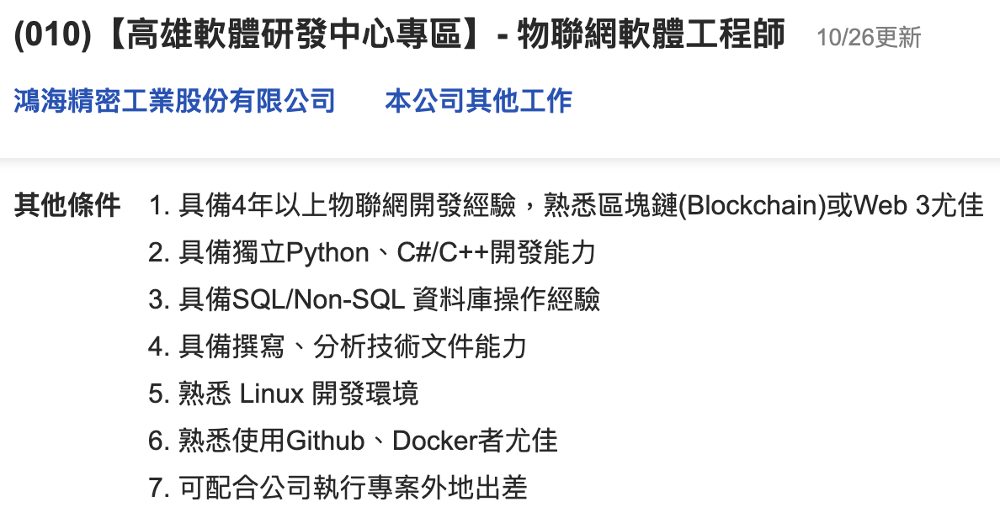 (010)【高雄軟體研發中心專區】- 物聯網軟體工程師 10/26更新
鴻海精密工業股份有限公司 本公司其他工作
其他條件 1. 具備4年以上物聯網開發經驗，熟悉區塊鏈(Blockchain)或Web 3尤佳
2. 具備獨立Python、C#/C++開發能力
3. 具備SQL/Non-SQL 資料庫操作經驗
4. 具備撰寫、分析技術文件能力
5. 熟悉 Linux 開發環境
6. 熟悉使用Github、Docker者尤佳
7. 可配合公司執行專案外地出差